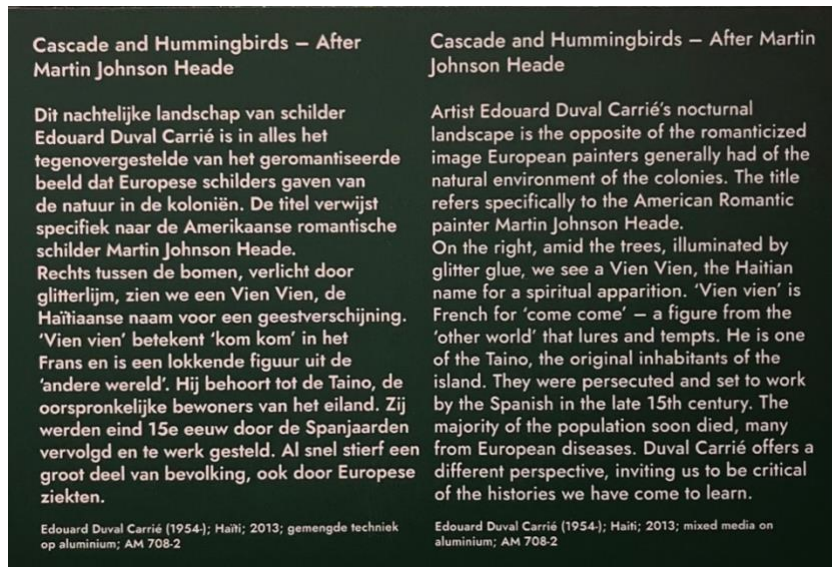 Cascade and Hummingbirds – After
Martin Johnson Heade
Dit nachtelijke landschap van schilder
Edouard Duval Carrié is in alles het
tegenovergestelde van het geromantiseerde
beeld dat Europese schilders gaven van
de natuur in de koloniën. De titel verwijst
specifiek naar de Amerikaanse romantische
schilder Martin Johnson Heade.
Rechts tussen de bomen, verlicht door
glitterlijm, zien we een Vien Vien, de
Haïtiaanse naam voor een geestverschijning.
‘Vien vien’ betekent ‘kom kom’ in het
Frans en is een lokkende figuur uit de
‘andere wereld’. Hij behoort tot de Taino, de
oorspronkelijke bewoners van het eiland. Zij
werden eind 15e eeuw door de Spanjaarden
vervolgd en te werk gesteld. Al snel stierf een
groot deel van bevolking, ook door Europese
ziekten.
Edouard Duval Carrié (1954-); Haïti; 2013; gemengde techniek
op aluminium; AM 708-2
Cascade and Hummingbirds – After Martin
Johnson Heade
Artist Edouard Duval Carrié’s nocturnal
landscape is the opposite of the romanticized
image European painters generally had of the
natural environment of the colonies. The title
refers specifically to the American Romantic
painter Martin Johnson Heade.
On the right, amid the trees, illuminated by
glitter glue, we see a Vien Vien, the Haitian
name for a spiritual apparition. ‘Vien vien’ is
French for ‘come come’ – a figure from the
‘other world’ that lures and tempts. He is one
of the Taino, the original inhabitants of the
island. They were persecuted and set to work
by the Spanish in the late 15th century. The
majority of the population soon died, many
from European diseases. Duval Carrié offers a
different perspective, inviting us to be critical
of the histories we have come to learn.
Edouard Duval Carrié (1954-); Haiti; 2013; mixed media on
aluminium; AM 708-2